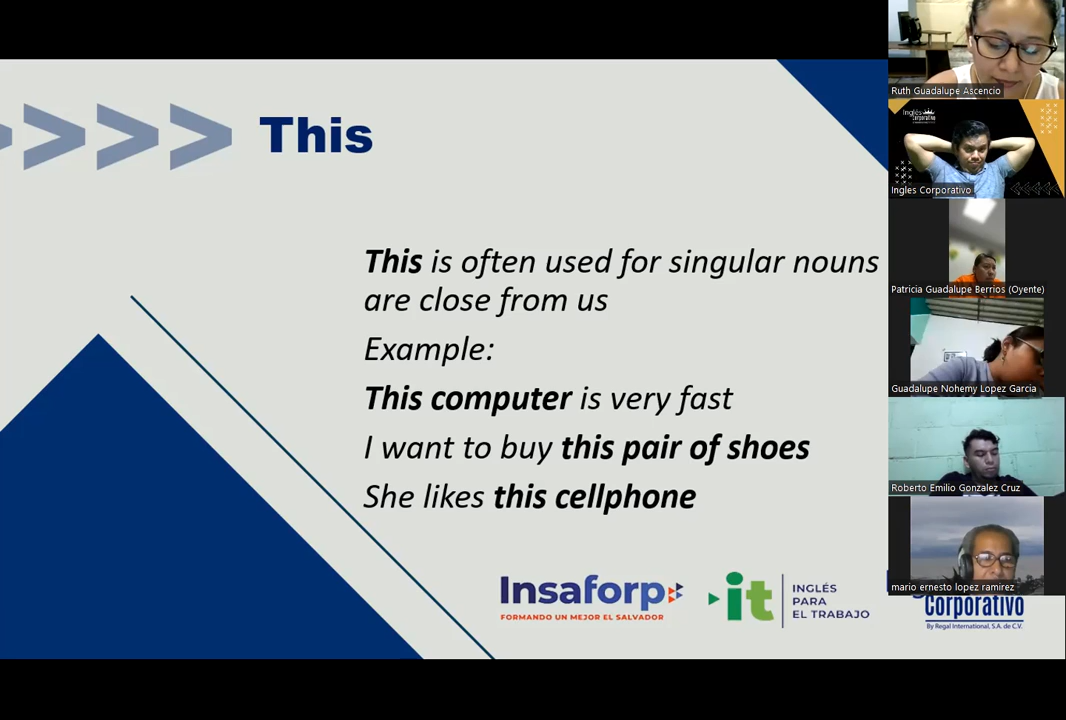 This
This is often used for singular nouns
are close from us
Example:
This computer is very fast
I want to buy this pair of shoes
She likes this cellphone
Insaforp
FORMANDO UN MEJOR EL SALVADOR
it
INGLÉS
PARA
EL TRABAJO
Corporativo
By Regal International, S.A. de C.V.
Ruth Guadalupe Ascencio
Inglés
Corporativo
Ingles Corporativo
Patricia Guadalupe Berrios (Oyente)
Guadalupe Nohemy Lopez Garcia
Roberto Emilio Gonzalez Cruz
mario ernesto lopez ramirez